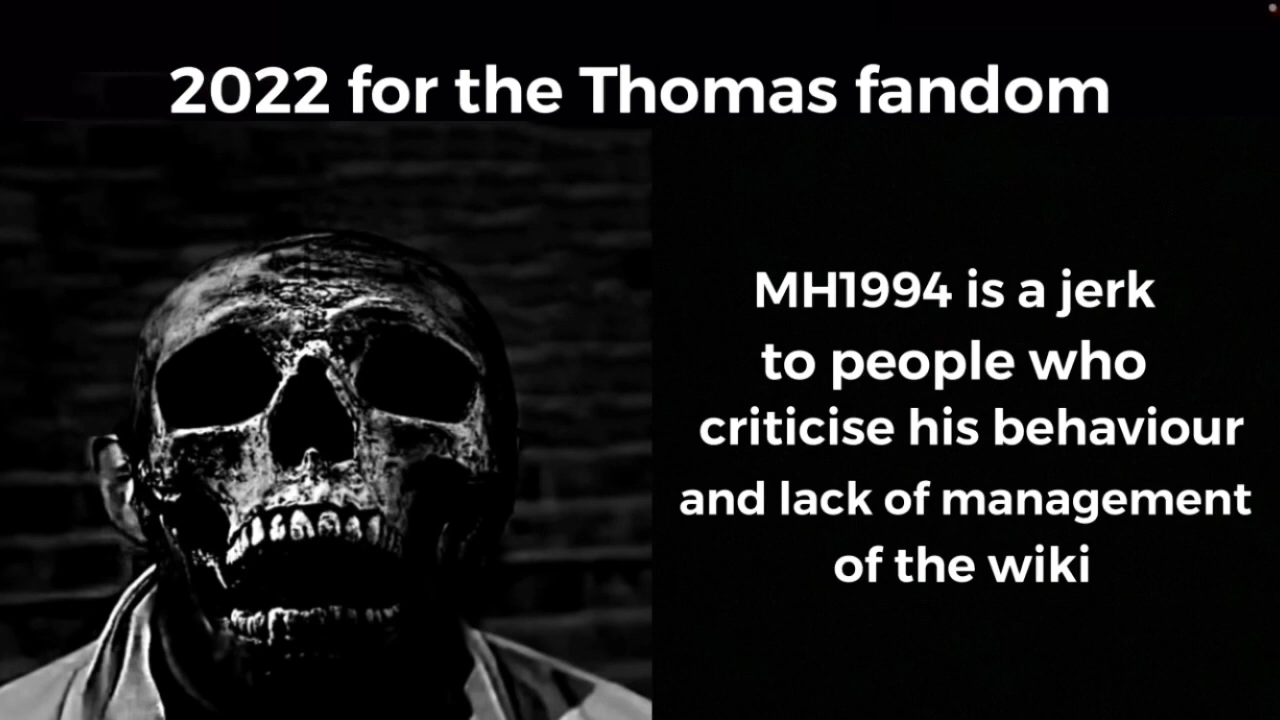 2022 for the Thomas fandom
MH1994 is a jerk
to people who
criticise his behaviour
and lack of management
of the wiki